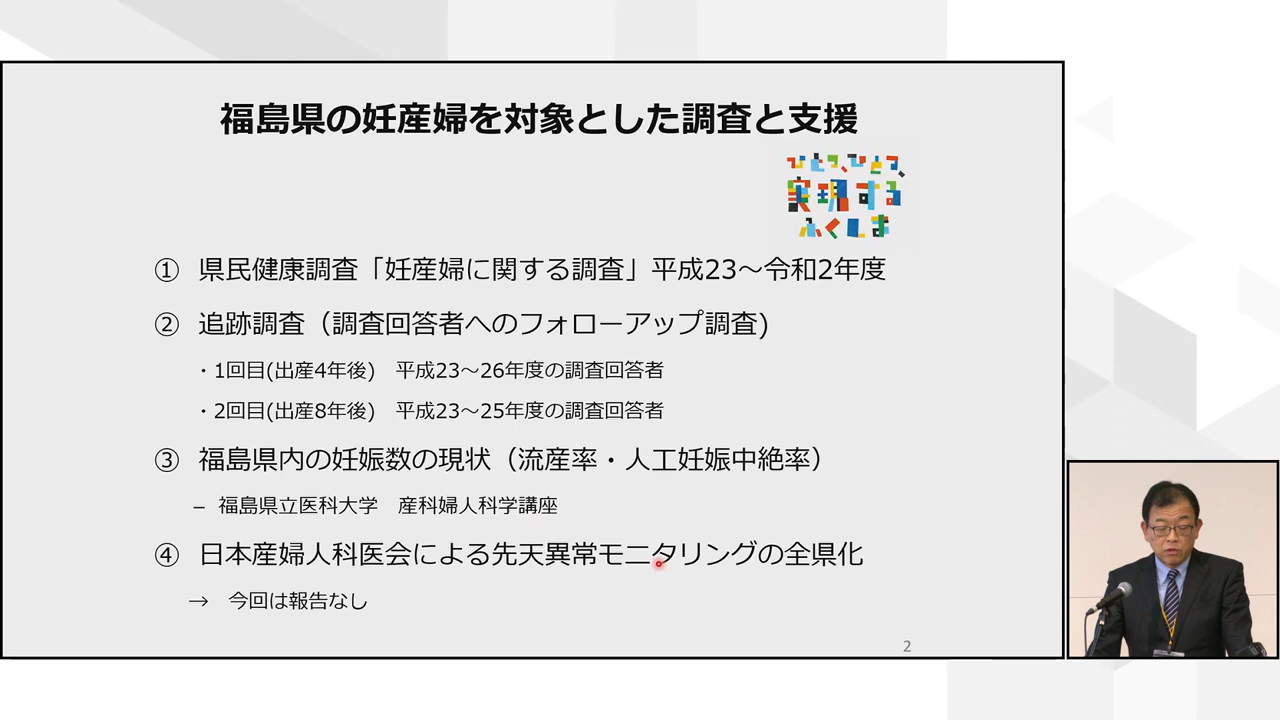 福島県の妊産婦を対象とした調査と支援
ひとつ、ひとつ、
実現する
ふくしま
① 県民健康調査「妊産婦に関する調査」平成23～令和2年度
② 追跡調査（調査回答者へのフォローアップ調査)
・1回目(出産4年後)　平成23～26年度の調査回答者
・2回目(出産8年後)　平成23～25年度の調査回答者
③ 福島県内の妊娠数の現状（流産率・人工妊娠中絶率）
– 福島県立医科大学　産科婦人科学講座
④ 日本産婦人科医会による先天異常モニタリングの全県化
→　今回は報告なし
2